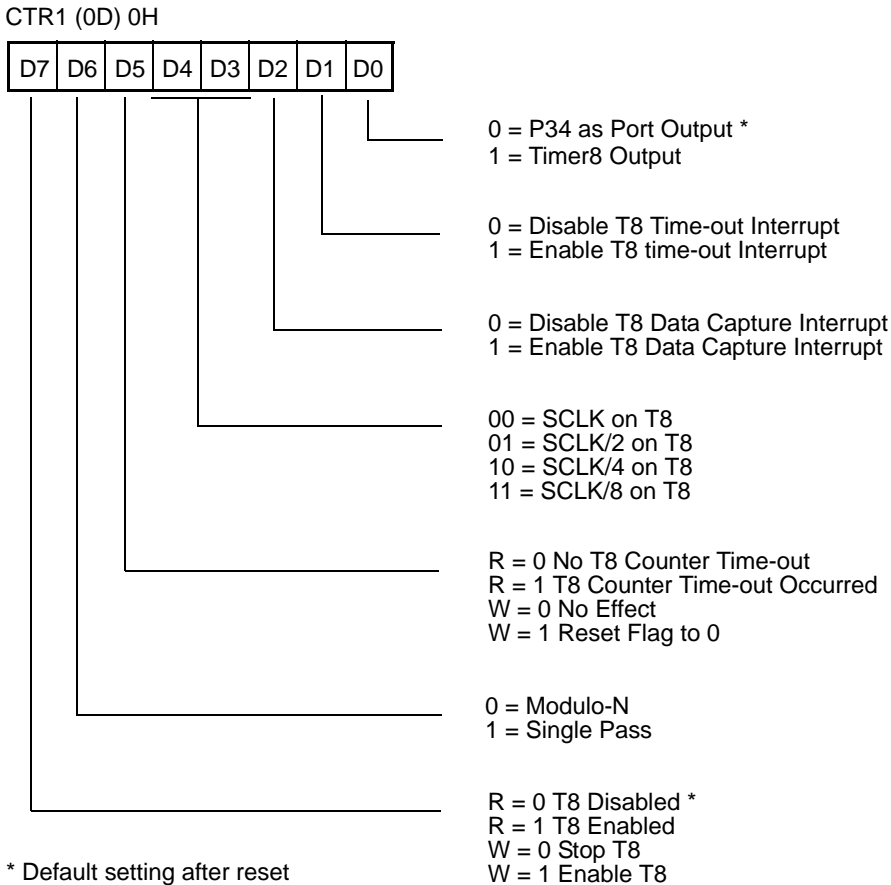 CTR1 (0D) 0H
D7 D6 D5 D4 D3 D2 D1 D0
0 = P34 as Port Output *
1 = Timer8 Output
0 = Disable T8 Time-out Interrupt
1 = Enable T8 time-out Interrupt
0 = Disable T8 Data Capture Interrupt
1 = Enable T8 Data Capture Interrupt
00 = SCLK on T8
01 = SCLK/2 on T8
10 = SCLK/4 on T8
11 = SCLK/8 on T8
R = 0 No T8 Counter Time-out
R = 1 T8 Counter Time-out Occurred
W = 0 No Effect
W = 1 Reset Flag to 0
0 = Modulo-N
1 = Single Pass
R = 0 T8 Disabled *
R = 1 T8 Enabled
W = 0 Stop T8
W = 1 Enable T8
* Default setting after reset